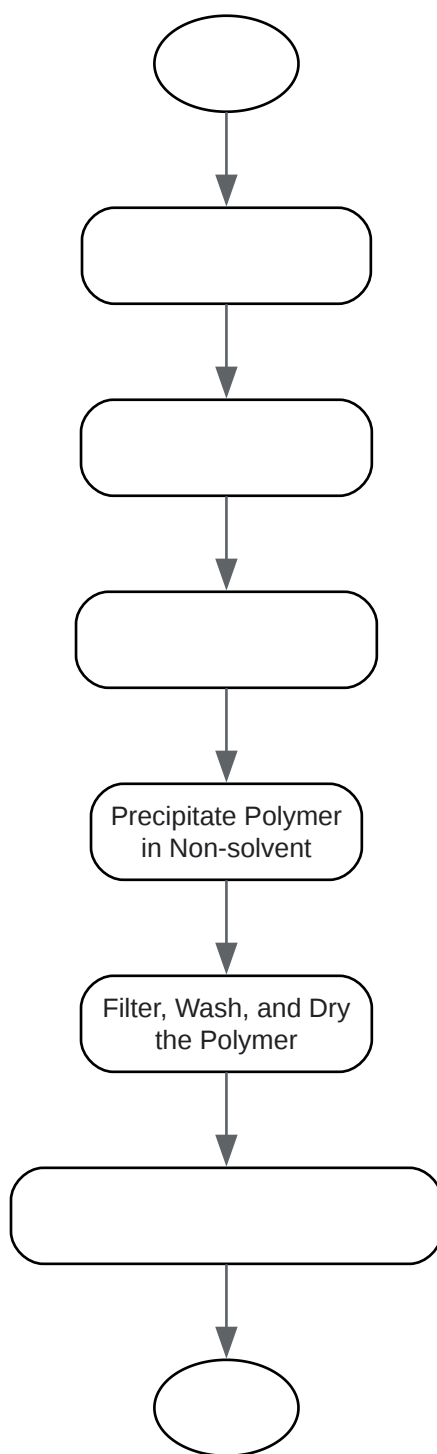 Precipitate Polymer
in Non-solvent
Filter, Wash, and Dry
the Polymer